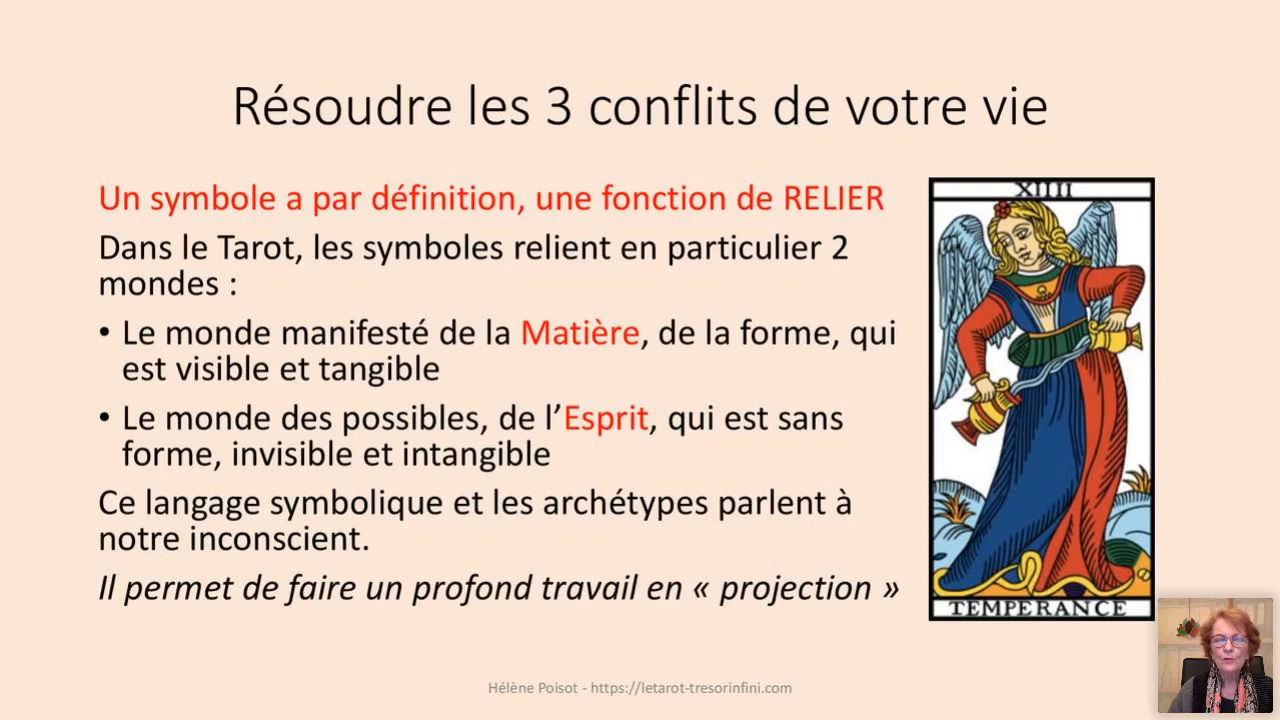 Résoudre les 3 conflits de votre vie
Un symbole a par définition, une fonction de RELIER
Dans le Tarot, les symboles relient en particulier 2
mondes :
• Le monde manifesté de la Matière, de la forme, qui
est visible et tangible
• Le monde des possibles, de l’Esprit, qui est sans
forme, invisible et intangible
Ce langage symbolique et les archétypes parlent à
notre inconscient.
Il permet de faire un profond travail en « projection »
XIIII
TEMPERANCE
Hélène Poisot - https://letarot-tresorinfini.com